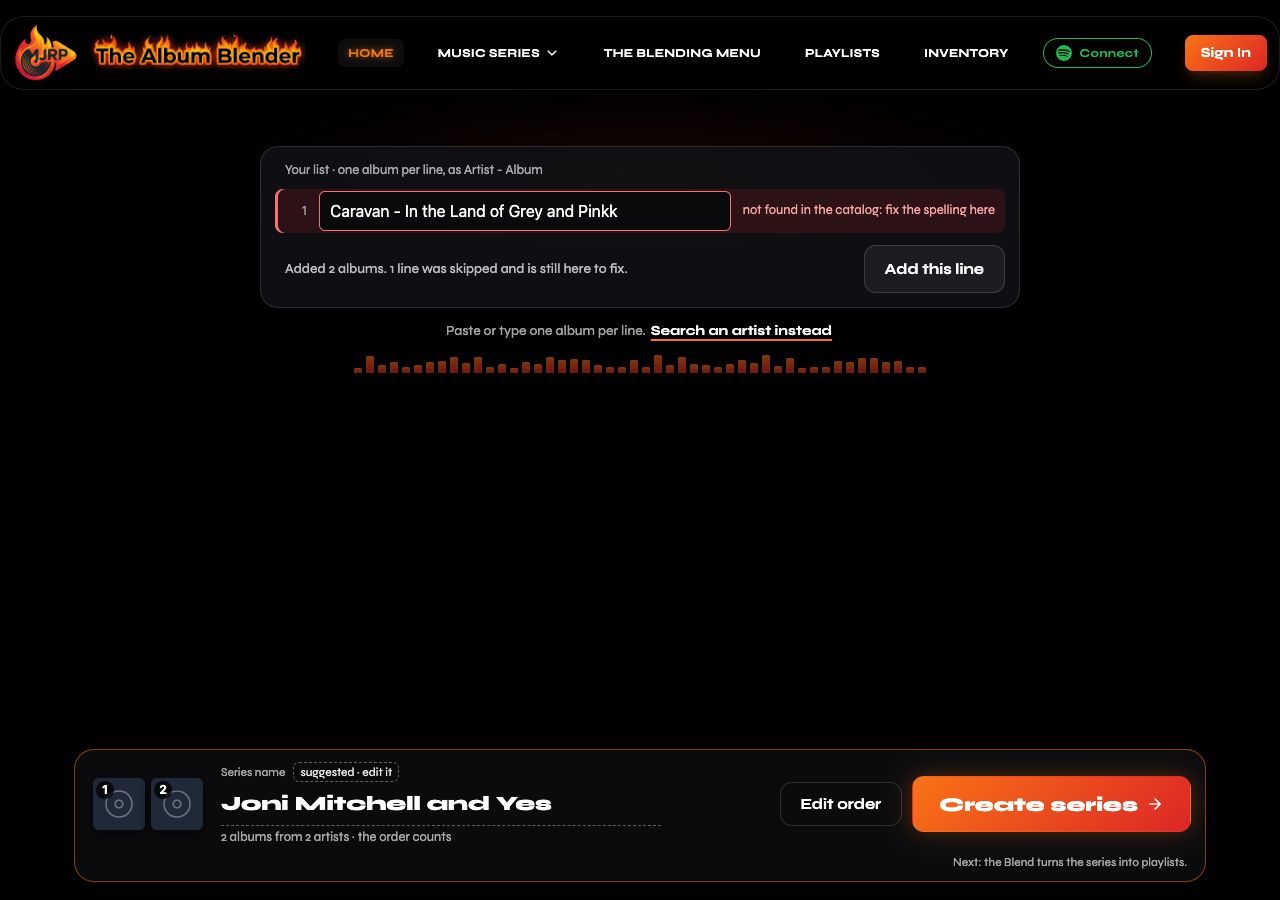 JRP The Album Blender HOME MUSIC SERIES THE BLENDING MENU PLAYLISTS INVENTORY Connect Sign In
Your list · one album per line, as Artist - Album
1 Caravan - In the Land of Grey and Pinkk not found in the catalog: fix the spelling here
Added 2 albums. 1 line was skipped and is still here to fix. Add this line
Paste or type one album per line. Search an artist instead
Series name suggested · edit it
1 2 Joni Mitchell and Yes Edit order Create series →
2 albums from 2 artists · the order counts
Next: the Blend turns the series into playlists.